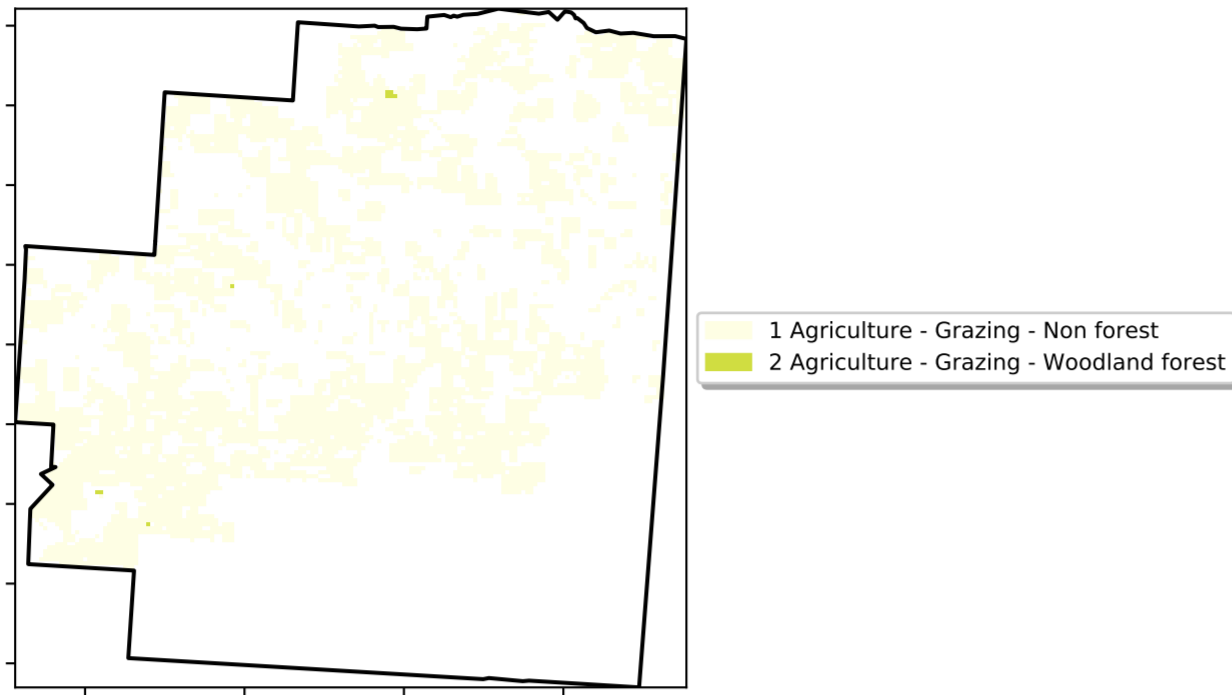 1 Agriculture - Grazing - Non forest
2 Agriculture - Grazing - Woodland forest